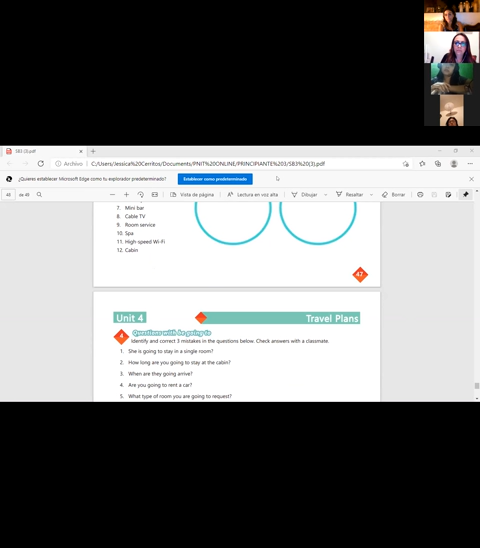 SB3 (3).pdf
Archivo | C:/Users/Jessica%20Cerritos/Documents/PNIT%20ONLINE/PRINCIPIANTE%203/SB3%20(3).pdf
¿Quieres establecer Microsoft Edge como tu explorador predeterminado? Establecer como predeterminado
Vista de página | Lectura en voz alta | Dibujar | Resaltar | Borrar
7. Mini bar
8. Cable TV
9. Room service
10. Spa
11. High-speed Wi-Fi
12. Cabin
47
Unit 4
Travel Plans
4 Questions with be going to
Identify and correct 3 mistakes in the questions below. Check answers with a classmate.
1. She is going to stay in a single room?
2. How long are you going to stay at the cabin?
3. When are they going arrive?
4. Are you going to rent a car?
5. What type of room you are going to request?